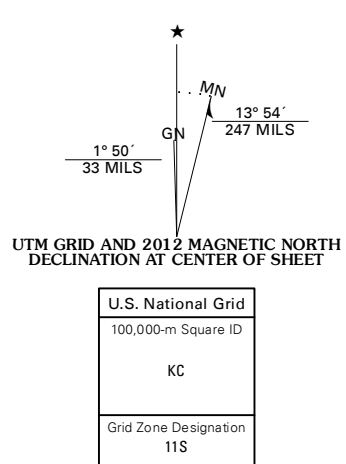 ★
MN
13° 54´
247 MILS
GN
1° 50´
33 MILS
UTM GRID AND 2012 MAGNETIC NORTH
DECLINATION AT CENTER OF SHEET
U.S. National Grid
100,000-m Square ID
KC
Grid Zone Designation
11S